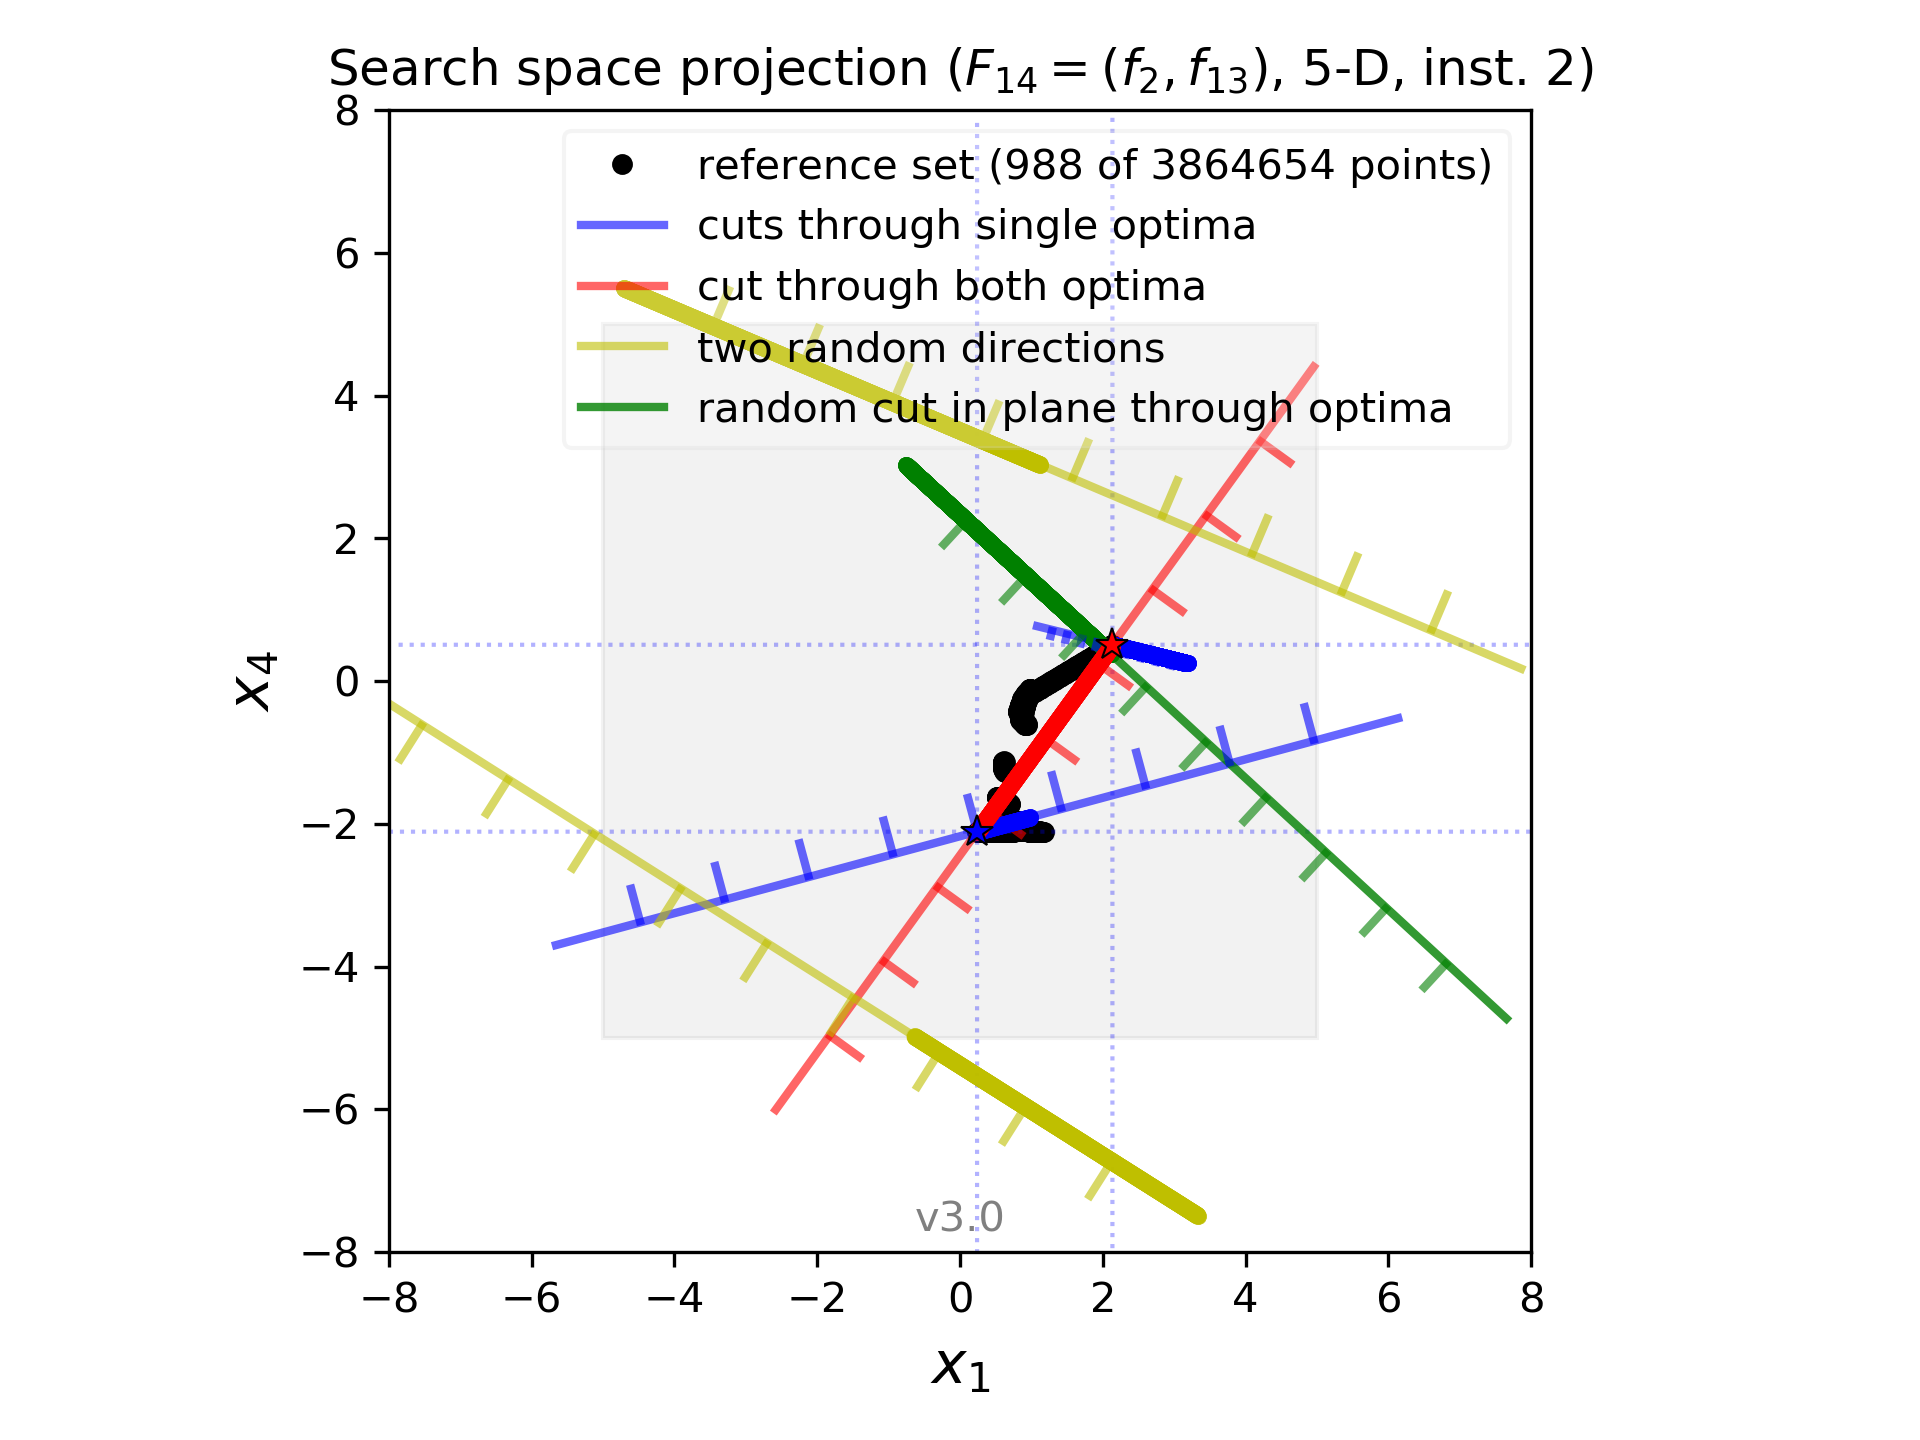 Search space projection (F₁₄ = (f₂, f₁₃), 5-D, inst. 2)
reference set (988 of 3864654 points)
cuts through single optima
cut through both optima
two random directions
random cut in plane through optima
8
6
4
2
0
−2
−4
−6
−8
x₄
v3.0
−8 −6 −4 −2 0 2 4 6 8
x₁